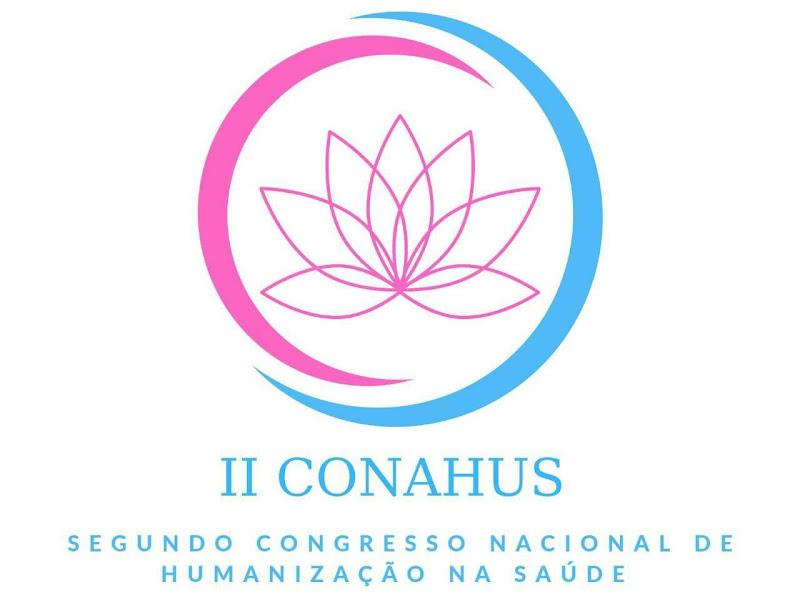 II CONAHUS
SEGUNDO CONGRESSO NACIONAL DE
HUMANIZAÇÃO NA SAÚDE